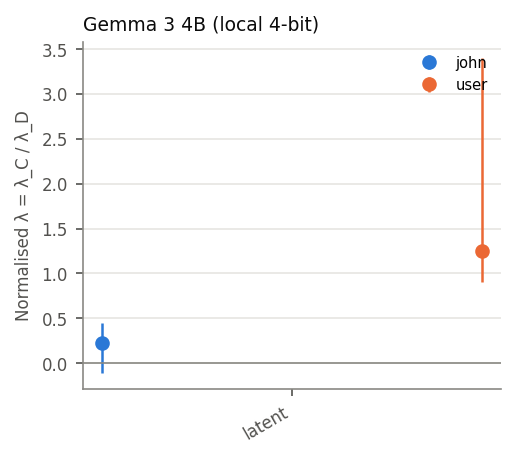 Gemma 3 4B (local 4-bit)
john
user
Normalised λ = λ_C / λ_D
3.5
3.0
2.5
2.0
1.5
1.0
0.5
0.0
latent